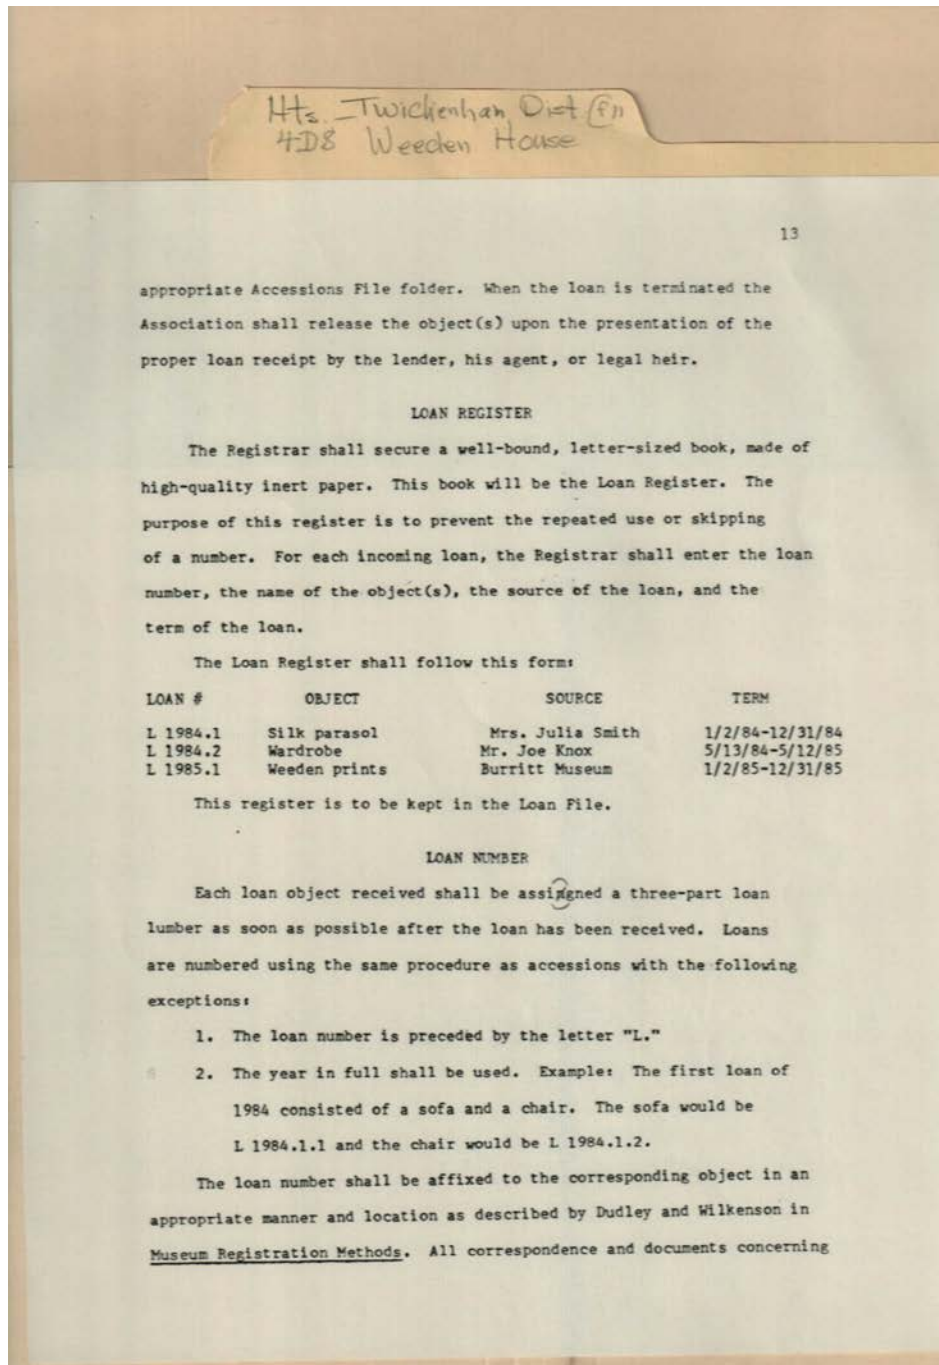 Hts. - Twickenham Dist (f)
4-D8 Weeden House
13
appropriate Accessions File folder. When the loan is terminated the
Association shall release the object(s) upon the presentation of the
proper loan receipt by the lender, his agent, or legal heir.
LOAN REGISTER
The Registrar shall secure a well-bound, letter-sized book, made of
high-quality inert paper. This book will be the Loan Register. The
purpose of this register is to prevent the repeated use or skipping
of a number. For each incoming loan, the Registrar shall enter the loan
number, the name of the object(s), the source of the loan, and the
term of the loan.
The Loan Register shall follow this form:
LOAN # OBJECT SOURCE TERM
L 1984.1 Silk parasol Mrs. Julia Smith 1/2/84-12/31/84
L 1984.2 Wardrobe Mr. Joe Knox 5/13/84-5/12/85
L 1985.1 Weeden prints Burritt Museum 1/2/85-12/31/85
This register is to be kept in the Loan File.
LOAN NUMBER
Each loan object received shall be assigned a three-part loan
lumber as soon as possible after the loan has been received. Loans
are numbered using the same procedure as accessions with the following
exceptions:
1. The loan number is preceded by the letter "L."
2. The year in full shall be used. Example: The first loan of
1984 consisted of a sofa and a chair. The sofa would be
L 1984.1.1 and the chair would be L 1984.1.2.
The loan number shall be affixed to the corresponding object in an
appropriate manner and location as described by Dudley and Wilkenson in
Museum Registration Methods. All correspondence and documents concerning